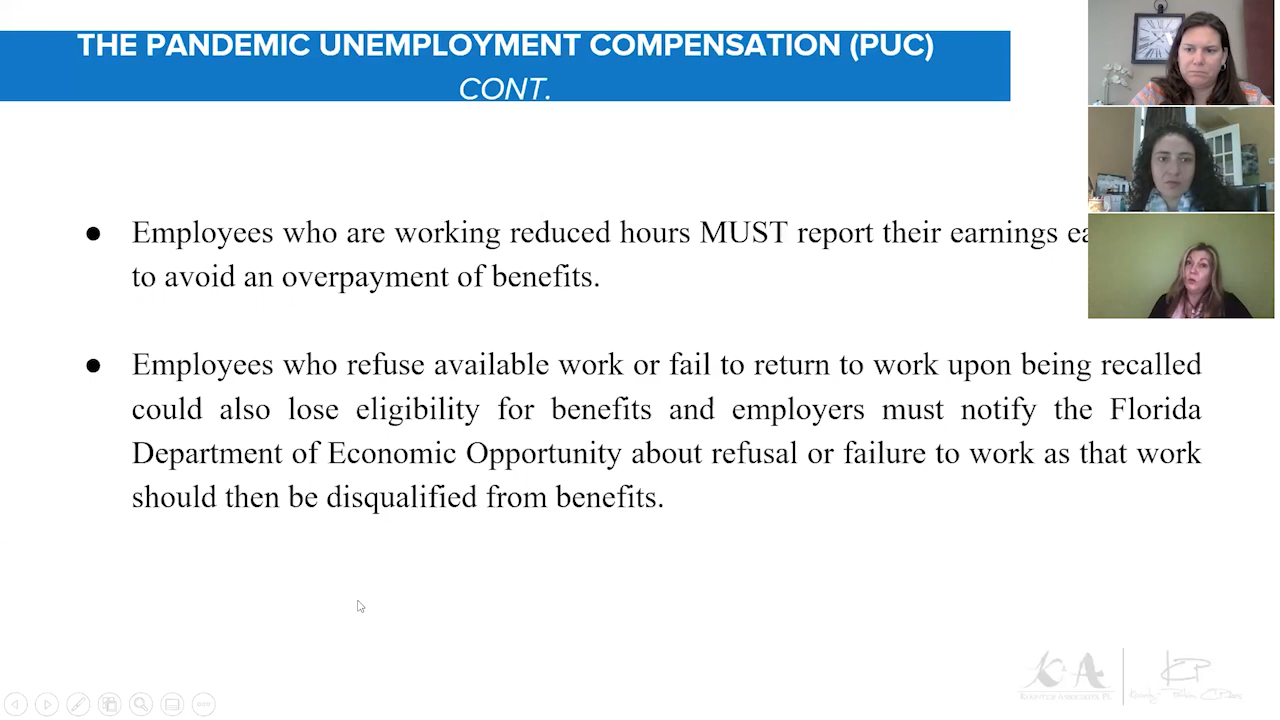 THE PANDEMIC UNEMPLOYMENT COMPENSATION (PUC)
CONT.
● Employees who are working reduced hours MUST report their earnings
to avoid an overpayment of benefits.
● Employees who refuse available work or fail to return to work upon being recalled
could also lose eligibility for benefits and employers must notify the Florida
Department of Economic Opportunity about refusal or failure to work as that work
should then be disqualified from benefits.
KA
KP